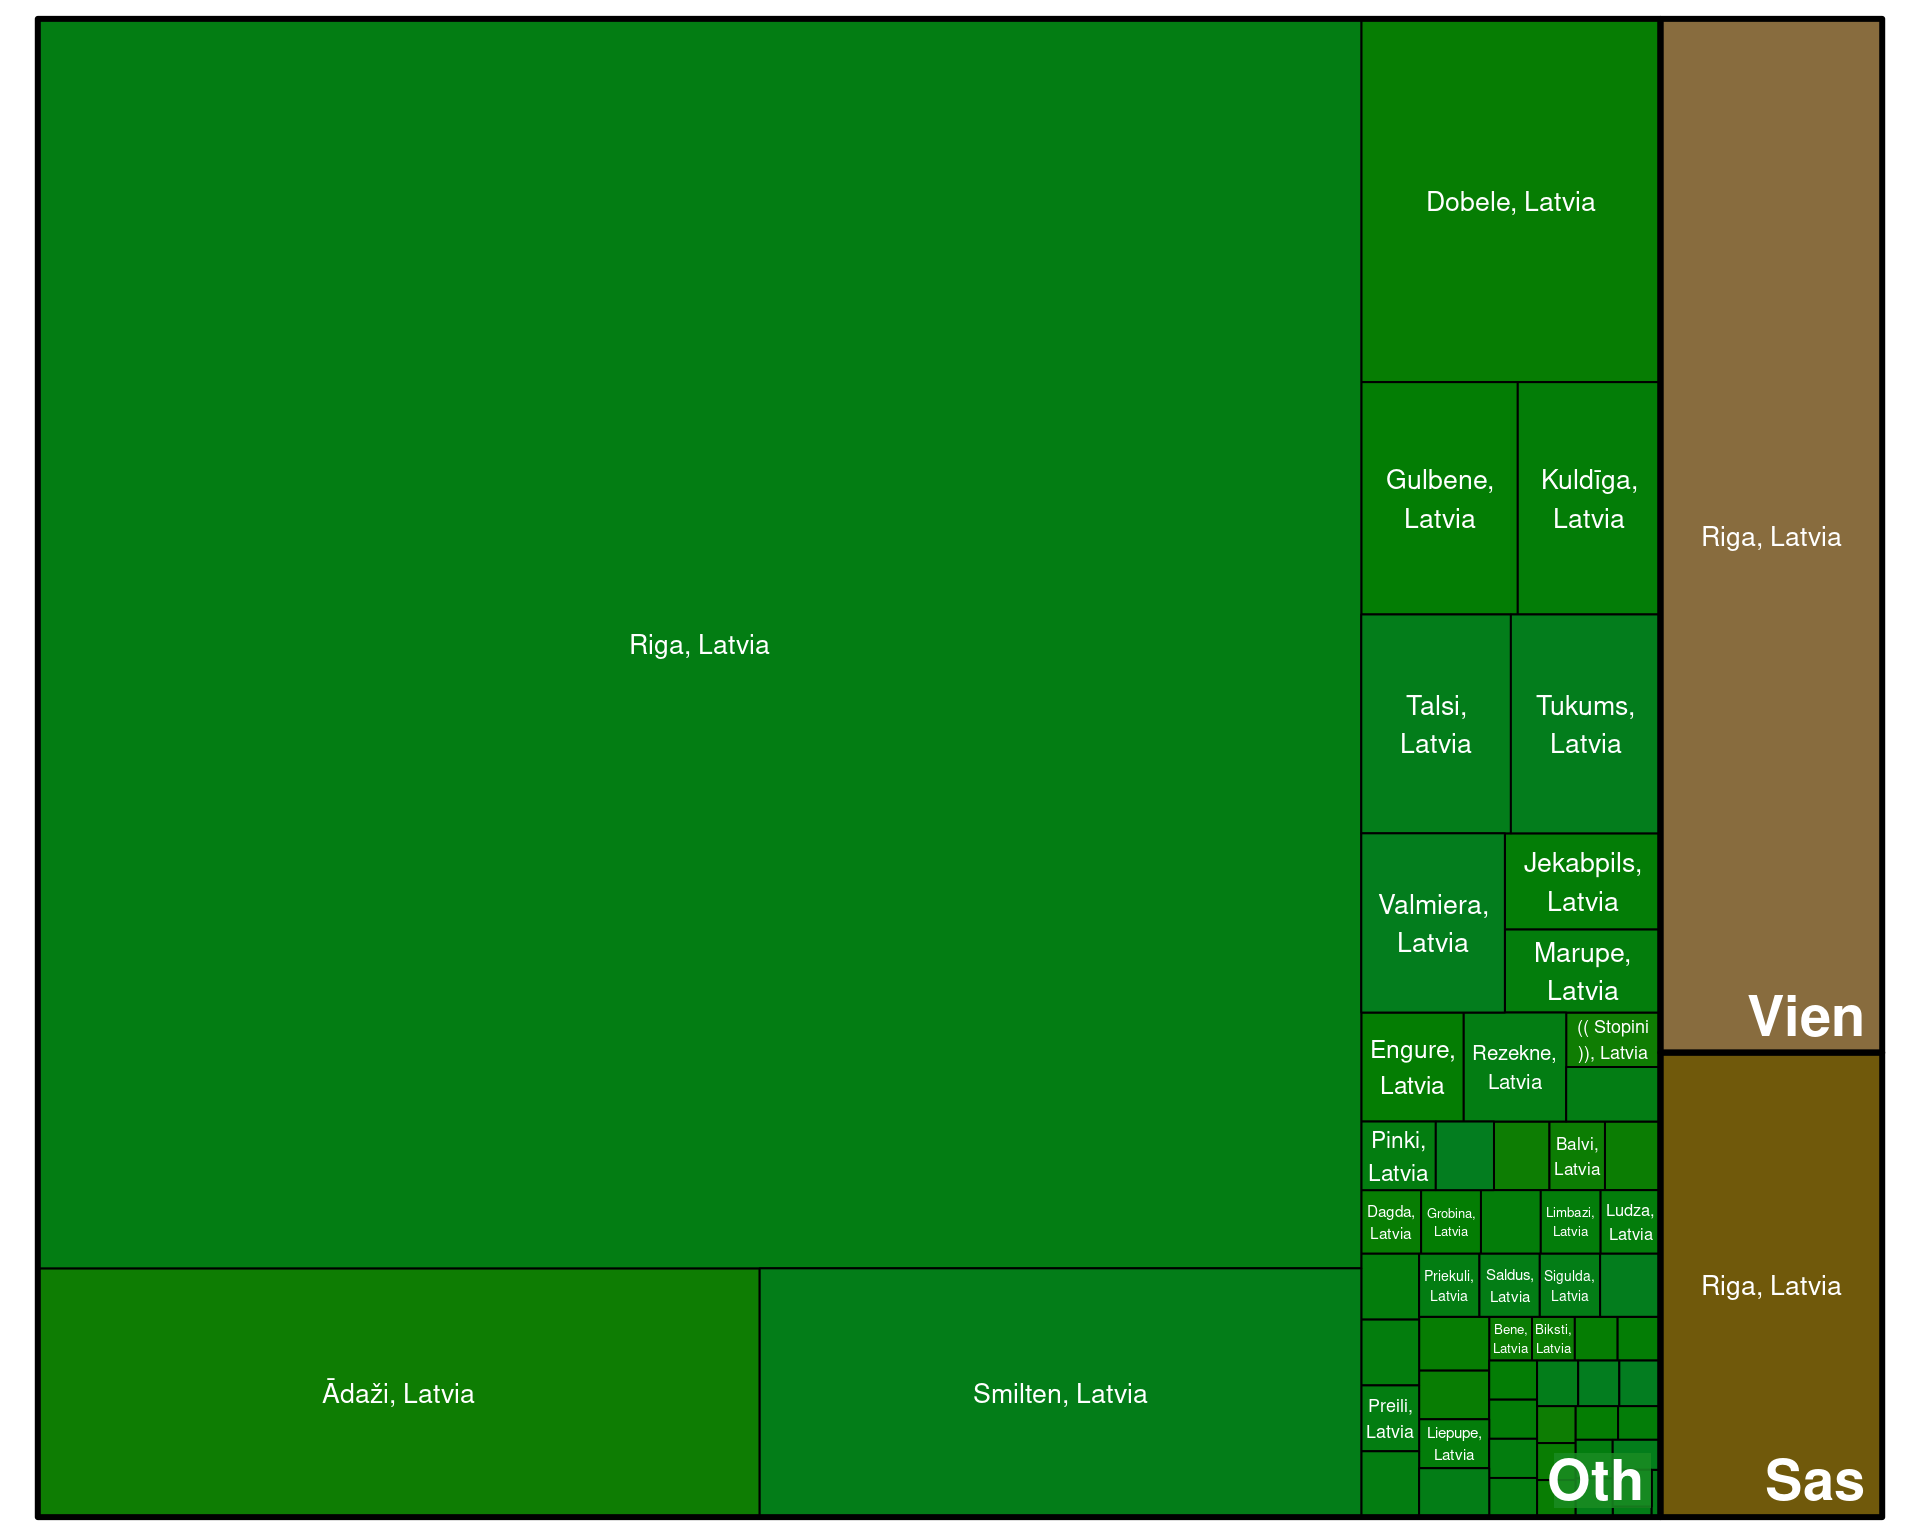 Riga, Latvia
Ādaži, Latvia
Smilten, Latvia
Dobele, Latvia
Gulbene,
Latvia
Kuldīga,
Latvia
Talsi,
Latvia
Tukums,
Latvia
Valmiera,
Latvia
Jekabpils,
Latvia
Marupe,
Latvia
Engure,
Latvia
Rezekne,
Latvia
(( Stopini
)), Latvia
Pinki,
Latvia
Balvi,
Latvia
Dagda,
Latvia
Grobina,
Latvia
Limbazi,
Latvia
Ludza,
Latvia
Priekuli,
Latvia
Saldus,
Latvia
Sigulda,
Latvia
Bene,
Latvia
Biksti,
Latvia
Preili,
Latvia
Liepupe,
Latvia
Oth
Riga, Latvia
Vien
Riga, Latvia
Sas